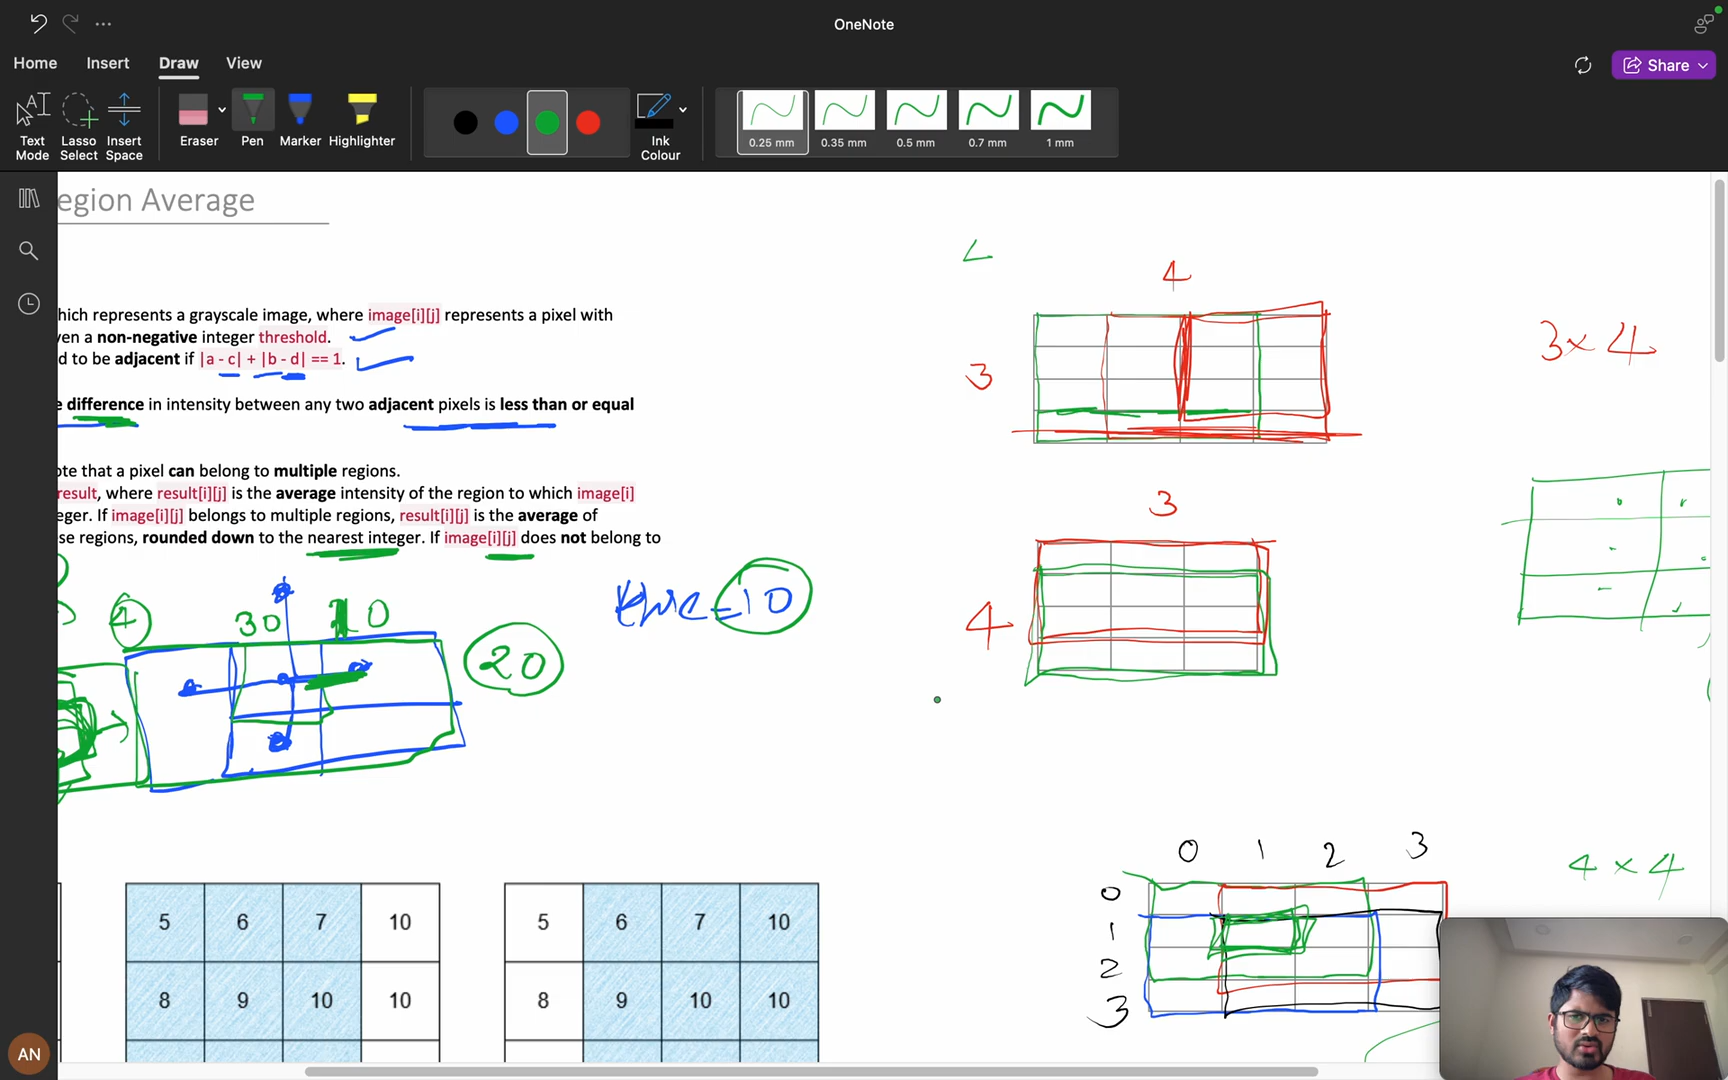 OneNote
Home Insert Draw View
Share
Text Mode
Lasso Select
Insert Space
Eraser
Pen
Marker
Highlighter
Ink Colour
0.25 mm
0.35 mm
0.5 mm
0.7 mm
1 mm
egion Average
hich represents a grayscale image, where image[i][j] represents a pixel with
en a non-negative integer threshold.
d to be adjacent if |a - c| + |b - d| == 1.
e difference in intensity between any two adjacent pixels is less than or equal
ote that a pixel can belong to multiple regions.
result, where result[i][j] is the average intensity of the region to which image[i]
eger. If image[i][j] belongs to multiple regions, result[i][j] is the average of
se regions, rounded down to the nearest integer. If image[i][j] does not belong to
4
30
10
20
thre=10
4
3
3x4
3
4
0 1 2 3
0
1
2
3
4x4
5 6 7 10
8 9 10 10
5 6 7 10
8 9 10 10
AN